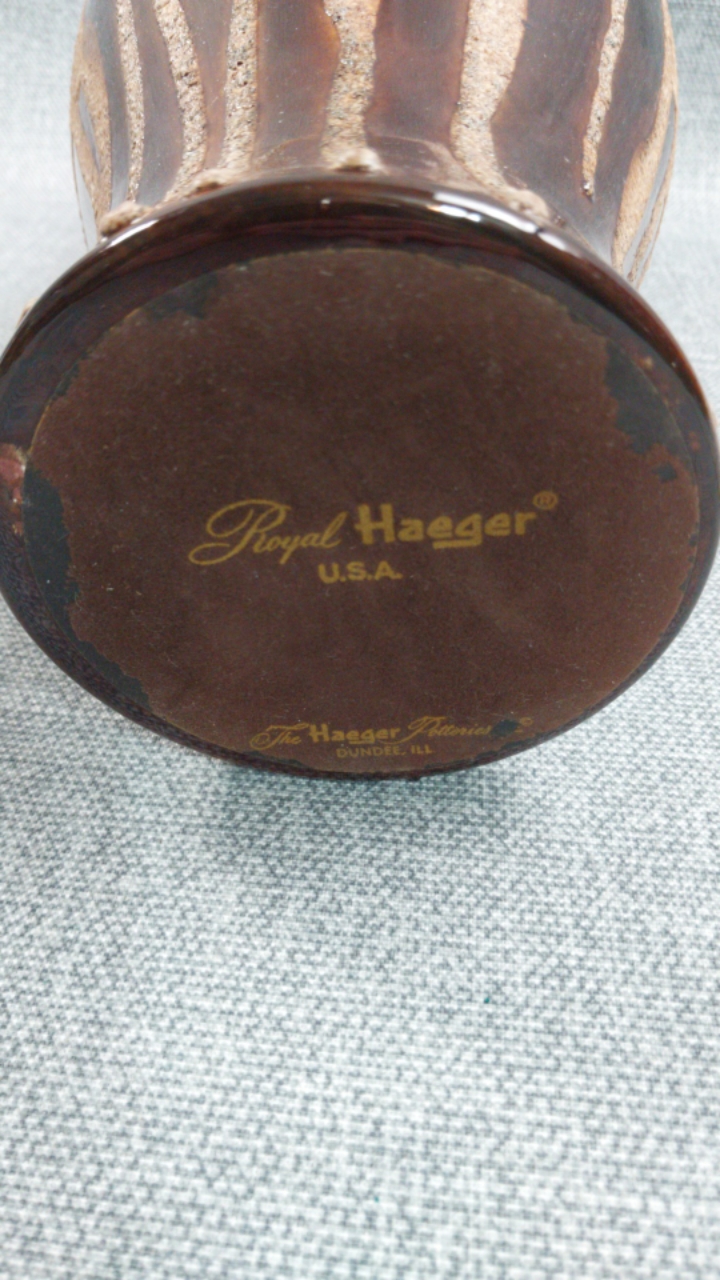 Royal Haeger®
U.S.A.
The Haeger Potteries
DUNDEE, ILL